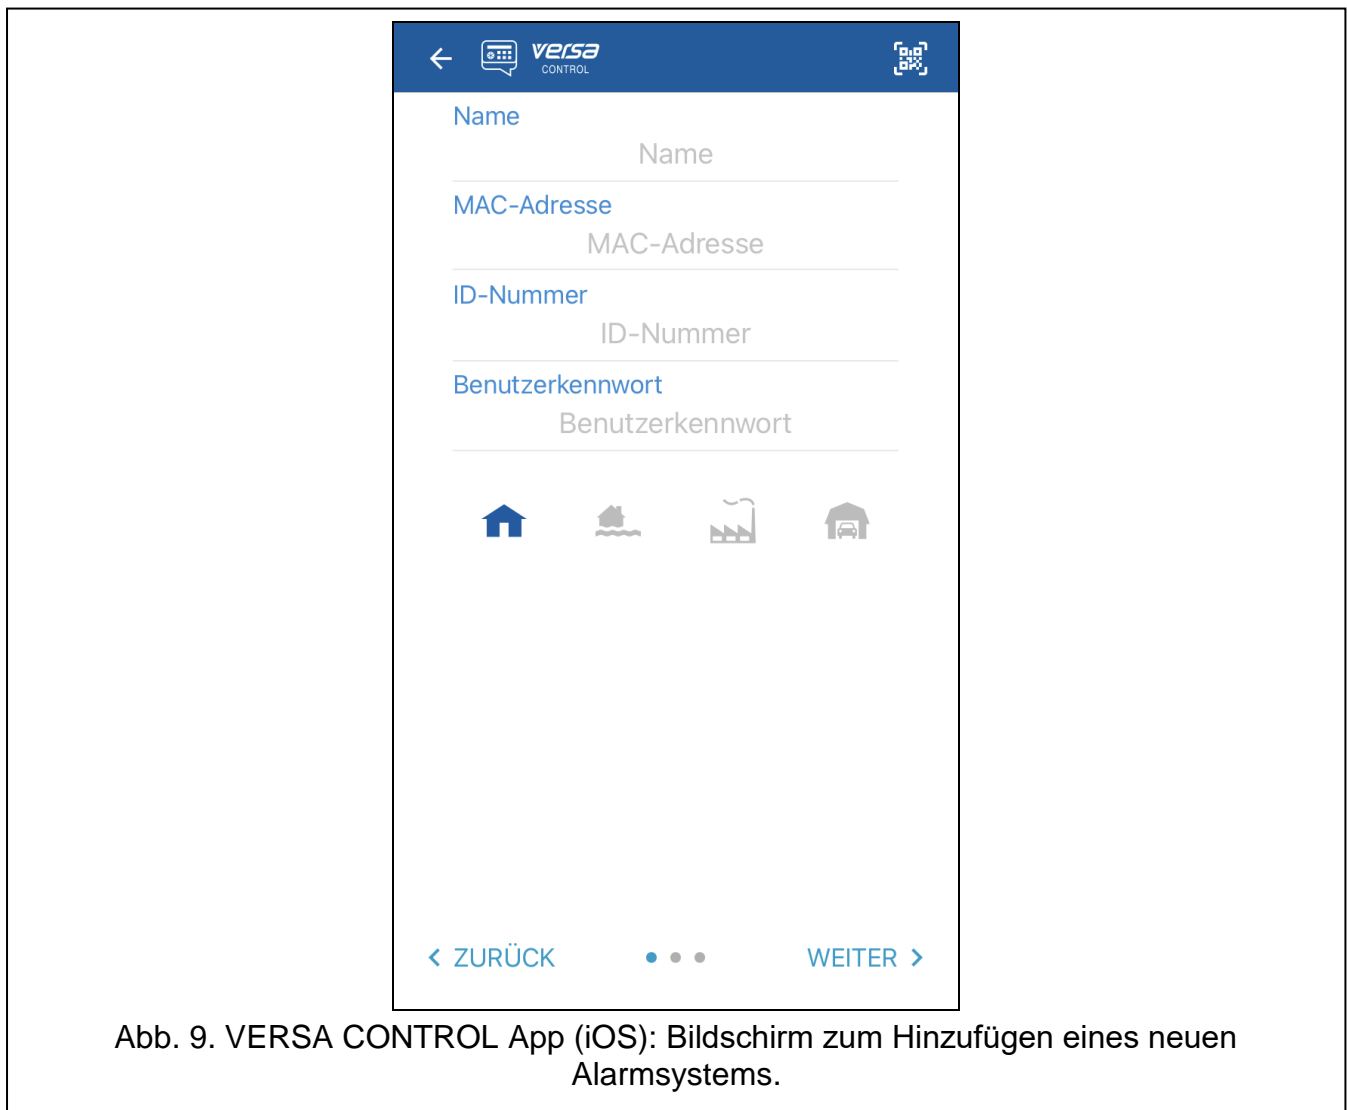 versa
CONTROL
Name
Name
MAC-Adresse
MAC-Adresse
ID-Nummer
ID-Nummer
Benutzerkennwort
Benutzerkennwort
ZURÜCK
WEITER
Abb. 9. VERSA CONTROL App (iOS): Bildschirm zum Hinzufügen eines neuen
Alarmsystems.